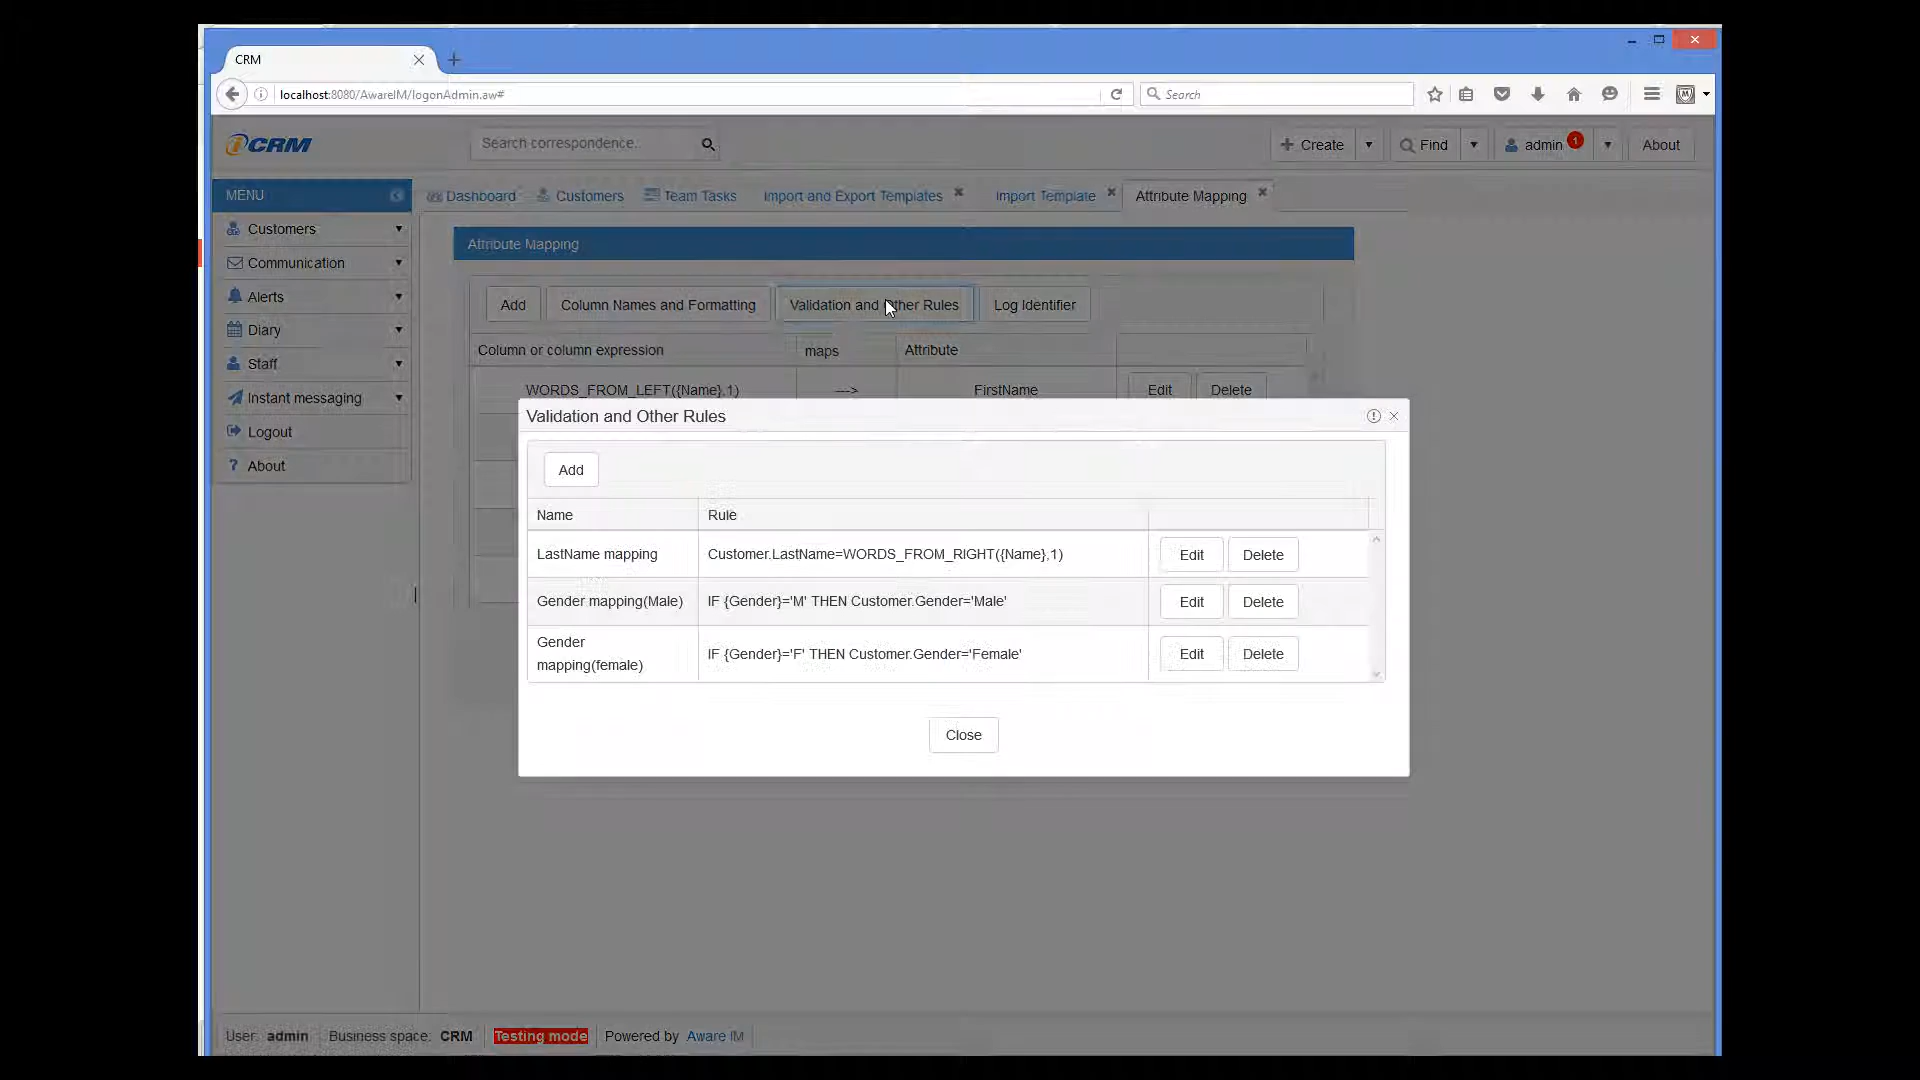 CRM
localhost:8080/AwareIM/logonAdmin.aw#
Search
CRM
Search correspondence..
Create
Find
admin
1
About
MENU
Dashboard
Customers
Team Tasks
Import and Export Templates
Import Template
Attribute Mapping
Customers
Communication
Alerts
Diary
Staff
Instant messaging
Logout
About
Attribute Mapping
Add
Column Names and Formatting
Validation and Other Rules
Log Identifier
Column or column expression
maps
Attribute
WORDS_FROM_LEFT({Name},1)
--->
FirstName
Edit
Delete
Validation and Other Rules
Add
Name
Rule
LastName mapping
Customer.LastName=WORDS_FROM_RIGHT({Name},1)
Edit
Delete
Gender mapping(Male)
IF {Gender}='M' THEN Customer.Gender='Male'
Edit
Delete
Gender
mapping(female)
IF {Gender}='F' THEN Customer.Gender='Female'
Edit
Delete
Close
User: admin
Business space: CRM
Testing mode
Powered by Aware IM